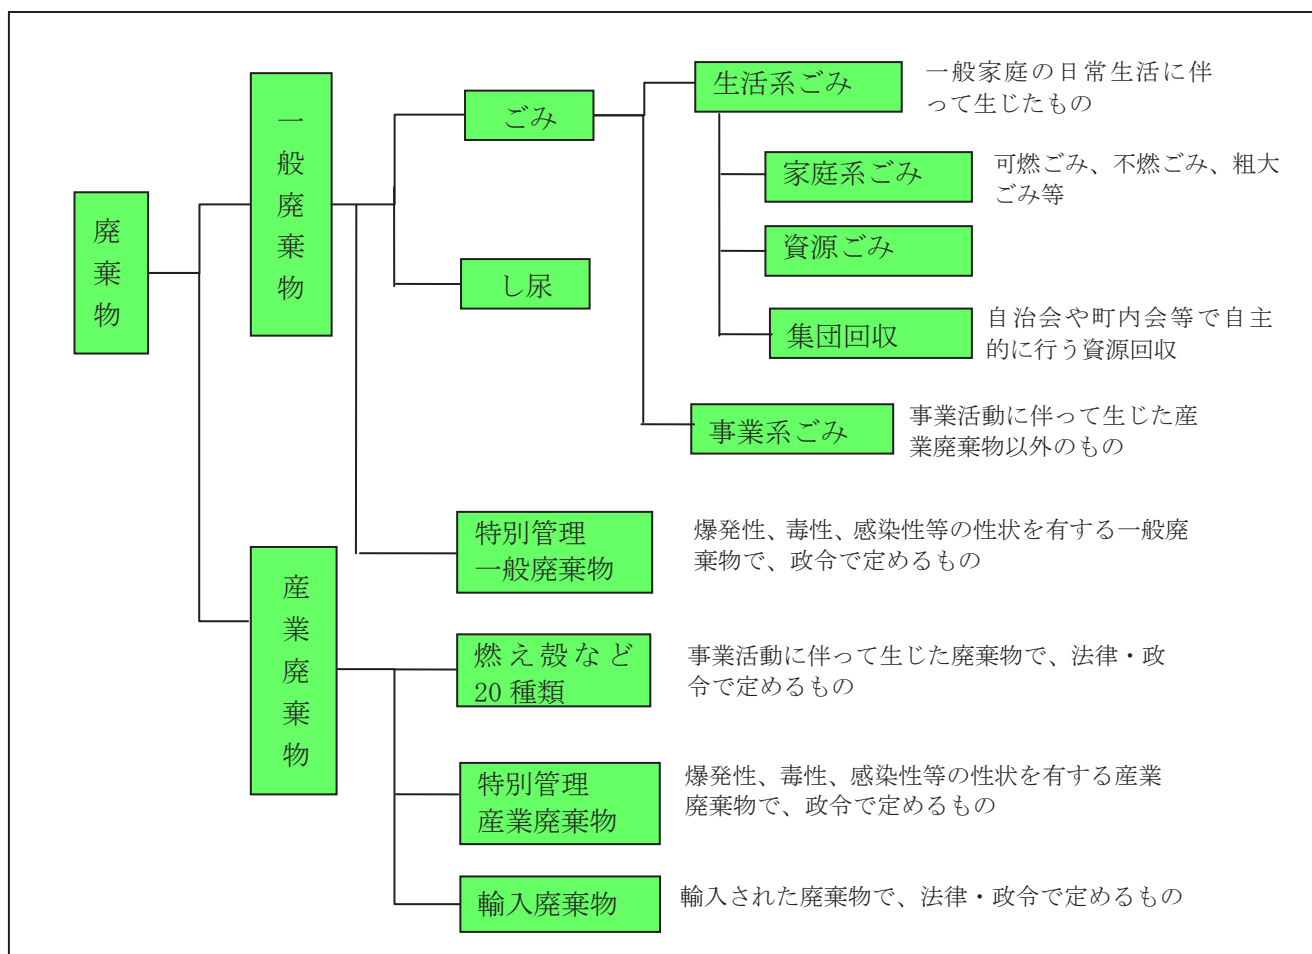 廃棄物
一般廃棄物
ごみ
生活系ごみ
一般家庭の日常生活に伴
って生じたもの
家庭系ごみ
可燃ごみ、不燃ごみ、粗大
ごみ等
資源ごみ
集団回収
自治会や町内会等で自主
的に行う資源回収
事業系ごみ
事業活動に伴って生じた産
業廃棄物以外のもの
し尿
特別管理
一般廃棄物
爆発性、毒性、感染性等の性状を有する一般廃
棄物で、政令で定めるもの
産業廃棄物
燃え殻など
20 種類
事業活動に伴って生じた廃棄物で、法律・政
令で定めるもの
特別管理
産業廃棄物
爆発性、毒性、感染性等の性状を有する産業
廃棄物で、政令で定めるもの
輸入廃棄物
輸入された廃棄物で、法律・政令で定めるもの